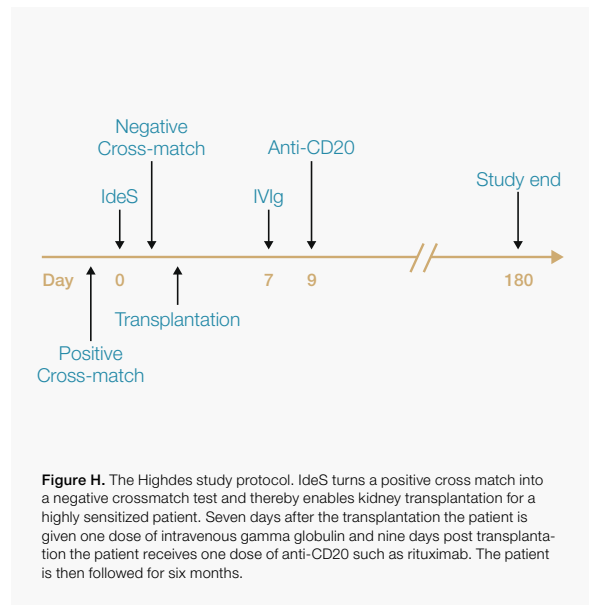 Negative
Cross-match
Anti-CD20
IdeS
IVIg
Study end
Day 0 7 9 180
Transplantation
Positive
Cross-match
Figure H. The Highdes study protocol. IdeS turns a positive cross match into
a negative crossmatch test and thereby enables kidney transplantation for a
highly sensitized patient. Seven days after the transplantation the patient is
given one dose of intravenous gamma globulin and nine days post transplanta-
tion the patient receives one dose of anti-CD20 such as rituximab. The patient
is then followed for six months.